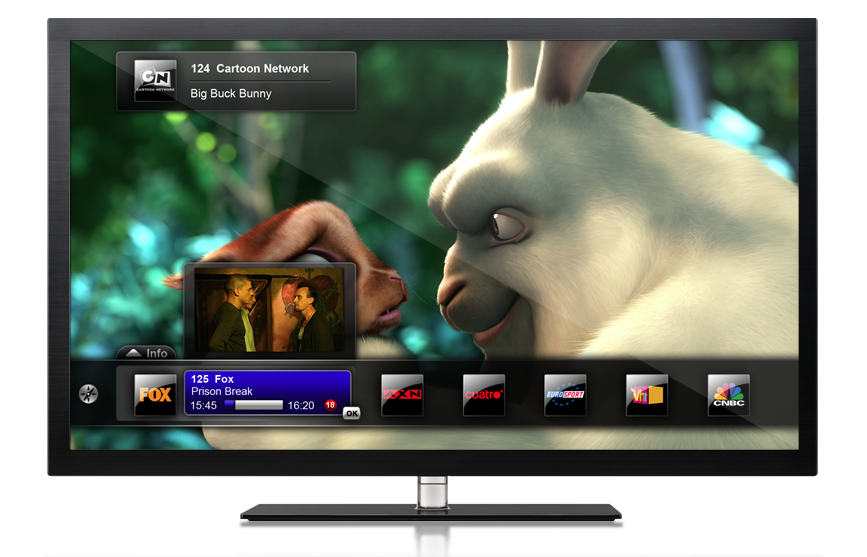 124 Cartoon Network
CN
CARTOON NETWORK
Big Buck Bunny
Info
FOX
125 Fox
Prison Break
15:45
16:20
18
OK
AXN
cuatro
EUROSPORT
Vh1
CNBC